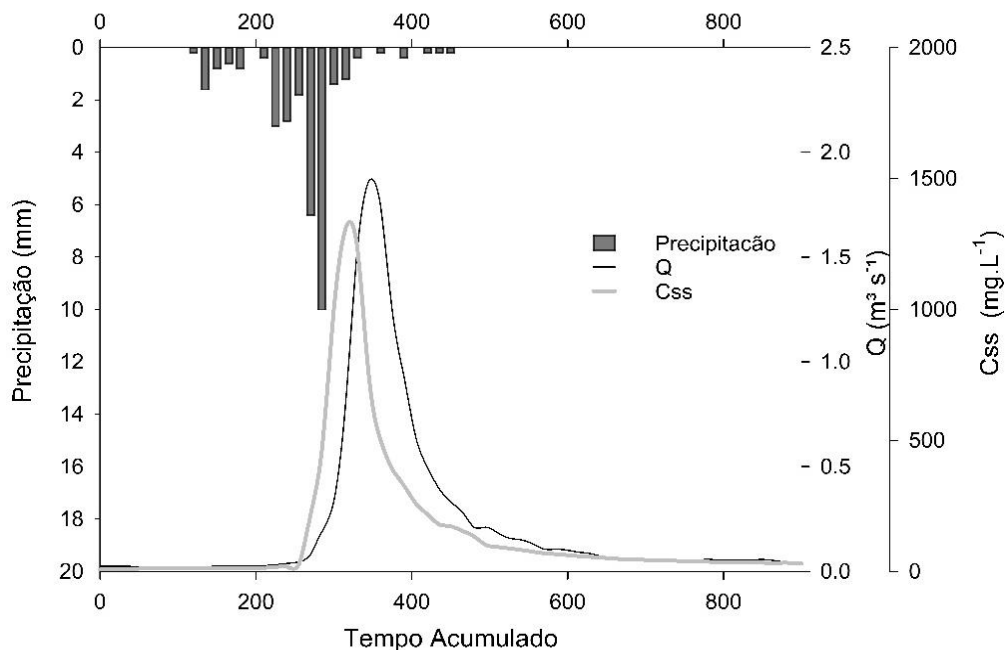 0 200 400 600 800
0
2
4
6
8
10
12
14
16
18
20
Precipitação (mm)
2.5
2.0
1.5
1.0
0.5
0.0
Q (m³ s⁻¹)
2000
1500
1000
500
0
Css (mg.L⁻¹)
Precipitacão
Q
Css
0 200 400 600 800
Tempo Acumulado